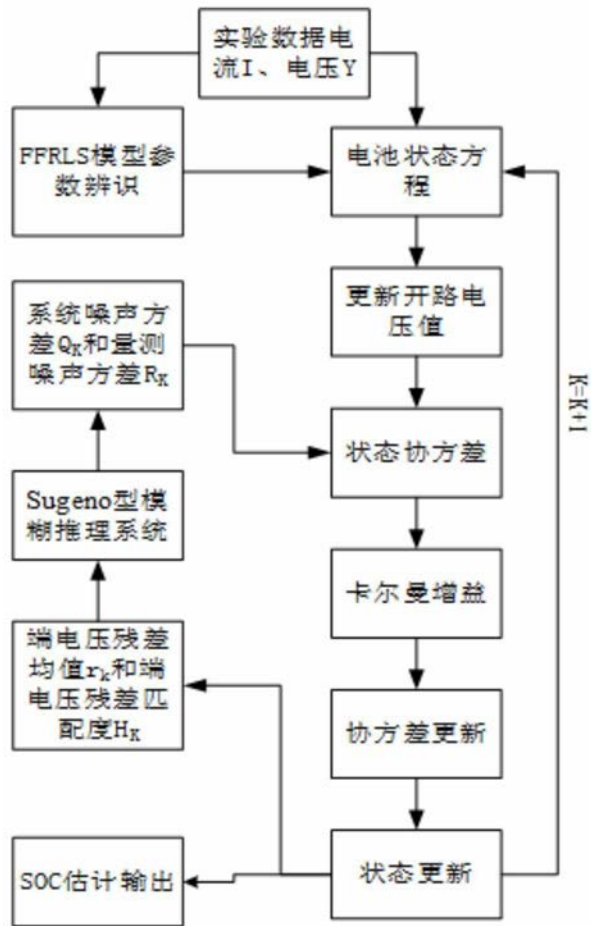 实验数据电
流I、电压Y
FFRLS模型参
数辨识
电池状态方
程
更新开路电
压值
系统噪声方
差Q_K和量测
噪声方差R_K
K=K+1
状态协方差
Sugeno型模
糊推理系统
卡尔曼增益
端电压残差
均值r_k和端
电压残差匹
配度H_K
协方差更新
状态更新
SOC估计输出